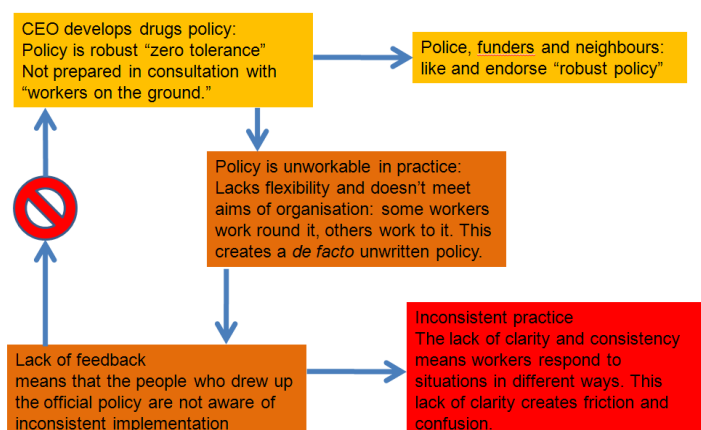 CEO develops drugs policy:
Policy is robust “zero tolerance”
Not prepared in consultation with
“workers on the ground.”
Police, funders and neighbours:
like and endorse “robust policy”
Policy is unworkable in practice:
Lacks flexibility and doesn’t meet
aims of organisation: some workers
work round it, others work to it. This
creates a de facto unwritten policy.
Lack of feedback
means that the people who drew up
the official policy are not aware of
inconsistent implementation
Inconsistent practice
The lack of clarity and consistency
means workers respond to
situations in different ways. This
lack of clarity creates friction and
confusion.